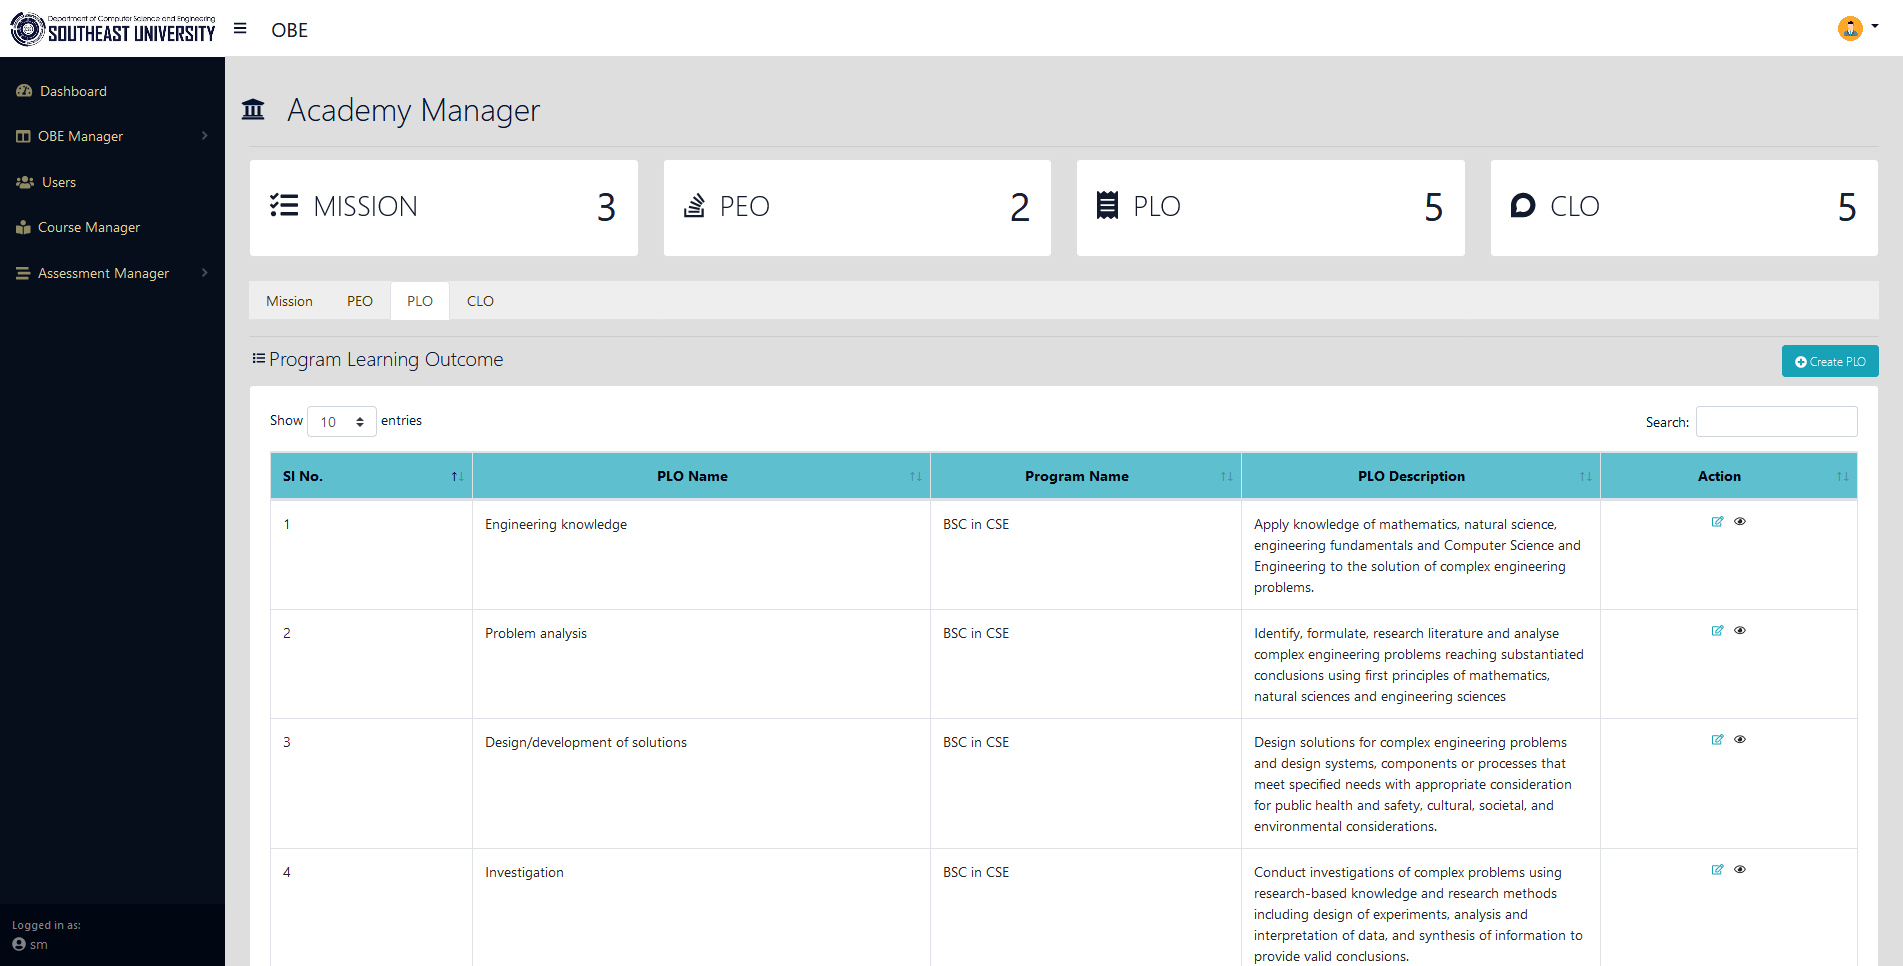 Department of Computer Science and Engineering
SOUTHEAST UNIVERSITY
OBE
Dashboard
OBE Manager
Users
Course Manager
Assessment Manager
Logged in as:
sm
Academy Manager
MISSION 3
PEO 2
PLO 5
CLO 5
Mission PEO PLO CLO
Program Learning Outcome
Create PLO
Show 10 entries
Search:
Sl No. PLO Name Program Name PLO Description Action
1 Engineering knowledge BSC in CSE Apply knowledge of mathematics, natural science,
engineering fundamentals and Computer Science and
Engineering to the solution of complex engineering
problems.
2 Problem analysis BSC in CSE Identify, formulate, research literature and analyse
complex engineering problems reaching substantiated
conclusions using first principles of mathematics,
natural sciences and engineering sciences
3 Design/development of solutions BSC in CSE Design solutions for complex engineering problems
and design systems, components or processes that
meet specified needs with appropriate consideration
for public health and safety, cultural, societal, and
environmental considerations.
4 Investigation BSC in CSE Conduct investigations of complex problems using
research-based knowledge and research methods
including design of experiments, analysis and
interpretation of data, and synthesis of information to
provide valid conclusions.